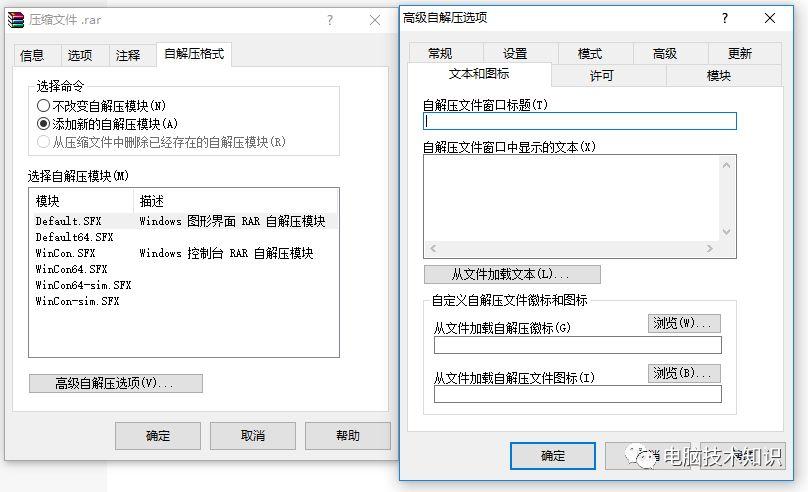 压缩文件 .rar
信息 选项 注释 自解压格式
选择命令
不改变自解压模块(N)
添加新的自解压模块(A)
从压缩文件中删除已经存在的自解压模块(R)
选择自解压模块(M)
模块 描述
Default.SFX Windows 图形界面 RAR 自解压模块
Default64.SFX
WinCon.SFX Windows 控制台 RAR 自解压模块
WinCon64.SFX
WinCon64-sim.SFX
WinCon-sim.SFX
高级自解压选项(V)...
确定 取消 帮助
高级自解压选项
常规 设置 模式 高级 更新
文本和图标 许可 模块
自解压文件窗口标题(T)
自解压文件窗口中显示的文本(X)
从文件加载文本(L)...
自定义自解压文件徽标和图标
从文件加载自解压徽标(G)
浏览(W)...
从文件加载自解压文件图标(I)
浏览(B)...
确定
电脑技术知识